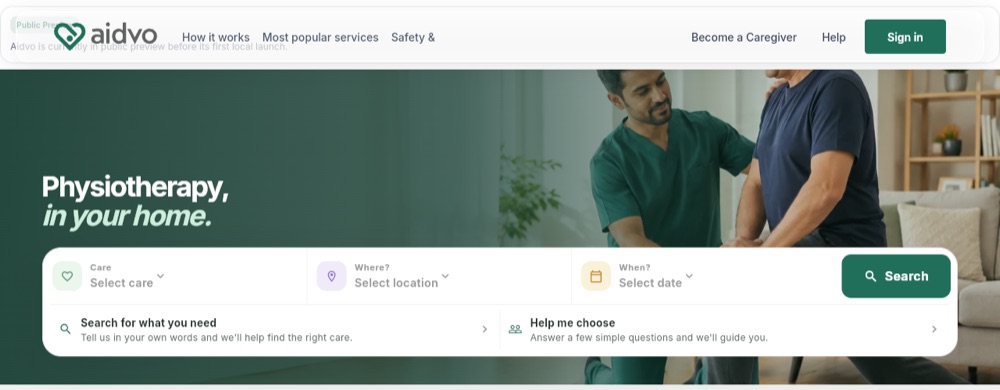 Public Pre
Aidvo is currently in public preview before its first local launch.
aidvo
How it works
Most popular services
Safety &
Become a Caregiver
Help
Sign in
Physiotherapy,
in your home.
Care
Select care
Where?
Select location
When?
Select date
Search
Search for what you need
Tell us in your own words and we'll help find the right care.
Help me choose
Answer a few simple questions and we'll guide you.